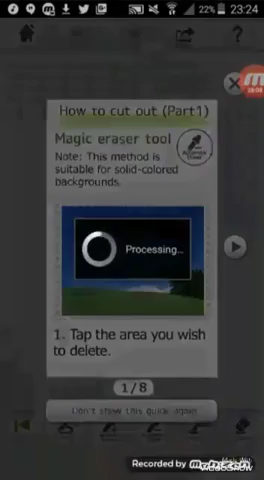 22% 23:24
How to cut out (Part1)
Magic eraser tool
Note: This method is
suitable for solid-colored
backgrounds.
Processing...
1. Tap the area you wish
to delete.
1/8
Don't show this guide again
Recorded by